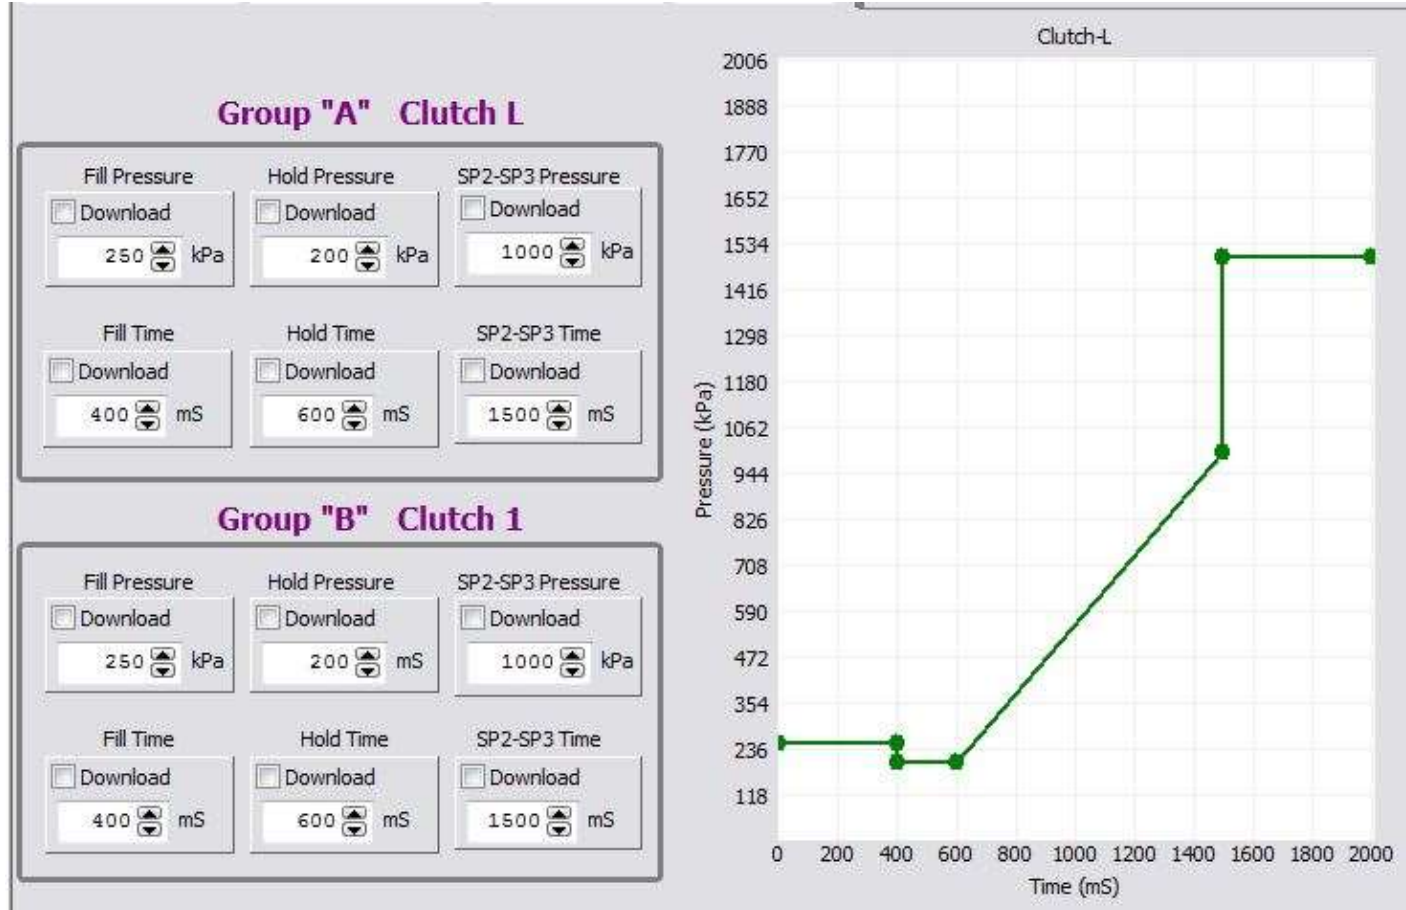 Group "A" Clutch L
Fill Pressure Hold Pressure SP2-SP3 Pressure
Download Download Download
250 kPa 200 kPa 1000 kPa
Fill Time Hold Time SP2-SP3 Time
Download Download Download
400 mS 600 mS 1500 mS
Group "B" Clutch 1
Fill Pressure Hold Pressure SP2-SP3 Pressure
Download Download Download
250 kPa 200 mS 1000 kPa
Fill Time Hold Time SP2-SP3 Time
Download Download Download
400 mS 600 mS 1500 mS
Clutch-L
2006
1888
1770
1652
1534
1416
1298
1180
1062
944
826
708
590
472
354
236
118
Pressure (kPa)
0 200 400 600 800 1000 1200 1400 1600 1800 2000
Time (mS)